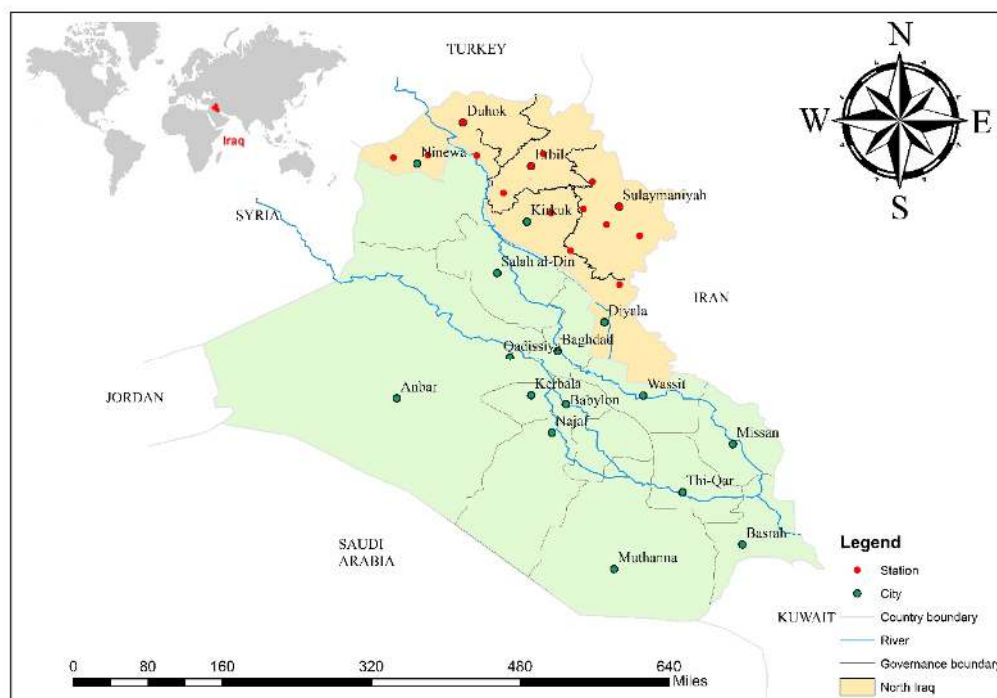 TURKEY
N
W
E
S
Iraq
Duhok
Ninewa
Erbil
Sulaymaniyah
Kirkuk
SYRIA
Salah al-Din
IRAN
Diyala
Baghdad
Qadissiya
JORDAN
Anbar
Kerbala
Wassit
Babylon
Najaf
Missan
Thi-Qar
SAUDI
ARABIA
Muthanna
Basrah
KUWAIT
Legend
Station
City
Country boundary
River
Governance boundary
North Iraq
0 80 160 320 480 640
Miles